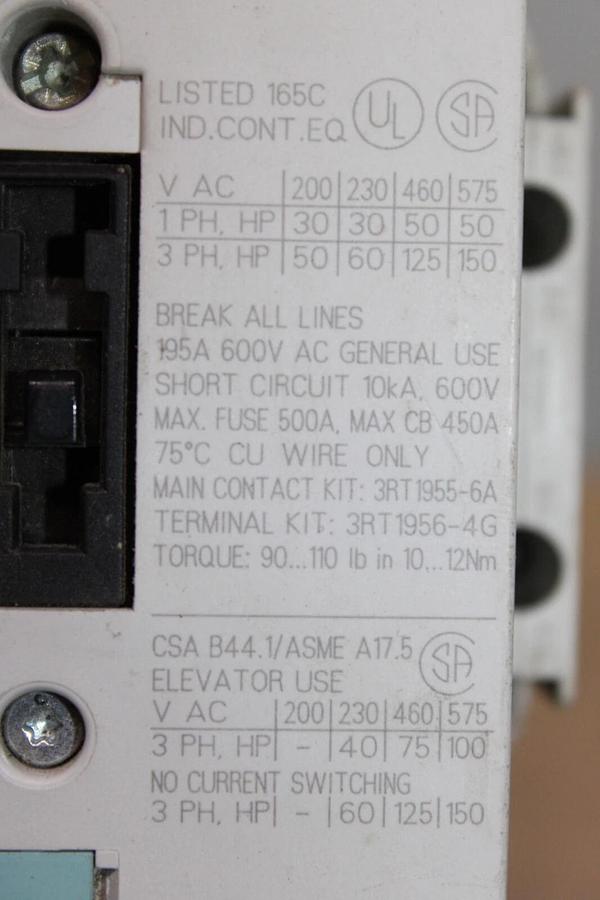 LISTED 165C UL SA
IND.CONT.EQ
V AC |200|230|460|575
1 PH, HP|30|30|50|50
3 PH, HP|50|60|125|150
BREAK ALL LINES
195A 600V AC GENERAL USE
SHORT CIRCUIT 10kA, 600V
MAX. FUSE 500A, MAX CB 450A
75°C CU WIRE ONLY
MAIN CONTACT KIT: 3RT1955-6A
TERMINAL KIT: 3RT1956-4G
TORQUE: 90...110 lb in 10...12Nm
CSA B44.1/ASME A17.5 SA
ELEVATOR USE
V AC |200|230|460|575
3 PH, HP| - |40|75|100
NO CURRENT SWITCHING
3 PH, HP| - |60|125|150